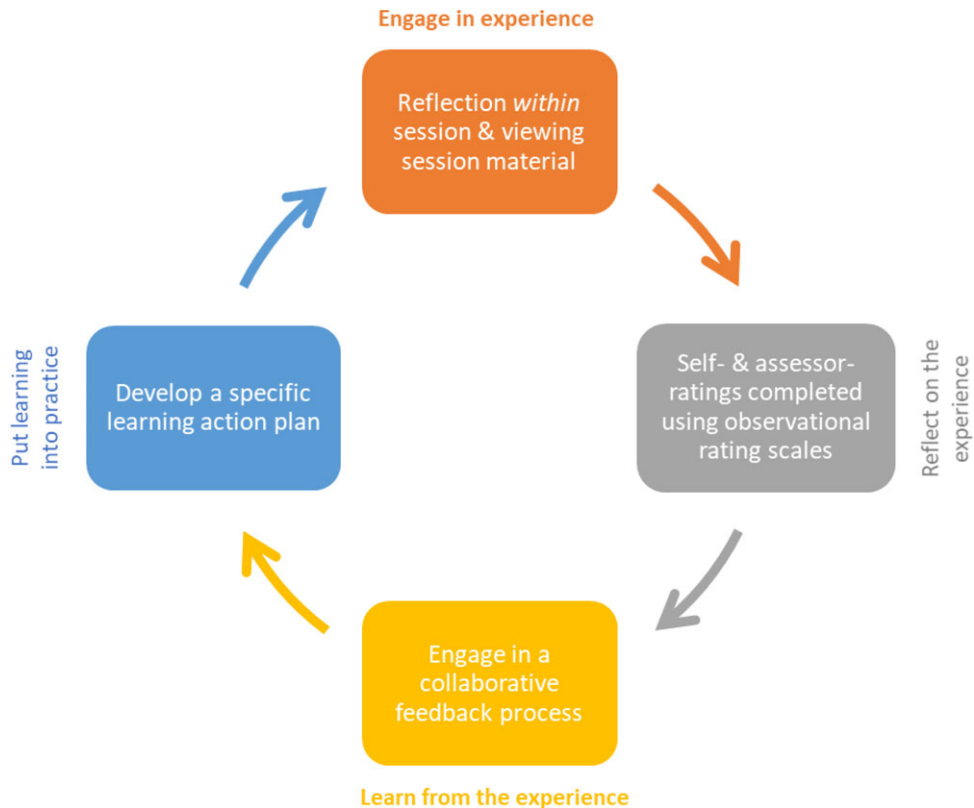 Engage in experience
Reflection within
session & viewing
session material
Self- & assessor-
ratings completed
using observational
rating scales
Reflect on the
experience
Engage in a
collaborative
feedback process
Learn from the experience
Develop a specific
learning action plan
Put learning
into practice